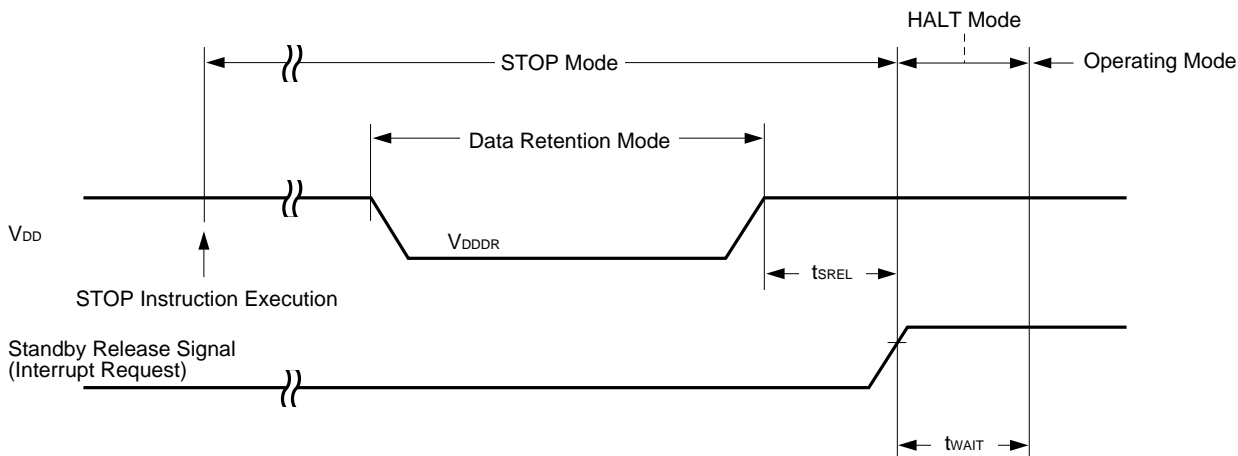 HALT Mode
STOP Mode
Operating Mode
Data Retention Mode
VDD
VDDDR
tSREL
STOP Instruction Execution
Standby Release Signal
(Interrupt Request)
tWAIT